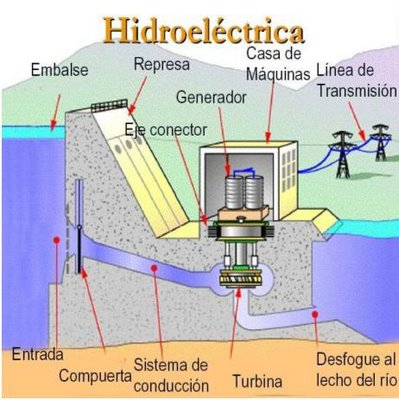 Hidroeléctrica
Embalse
Represa
Casa de
Máquinas
Línea de
Transmisión
Generador
Eje conector
Entrada
Compuerta
Sistema de
conducción
Turbina
Desfogue al
lecho del río